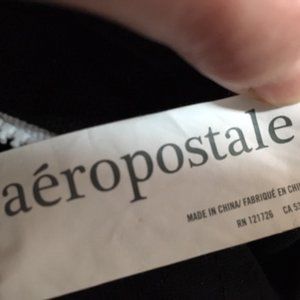 aéropostale
MADE IN CHINA/ FABRIQUÉ EN
RN 121726 CA